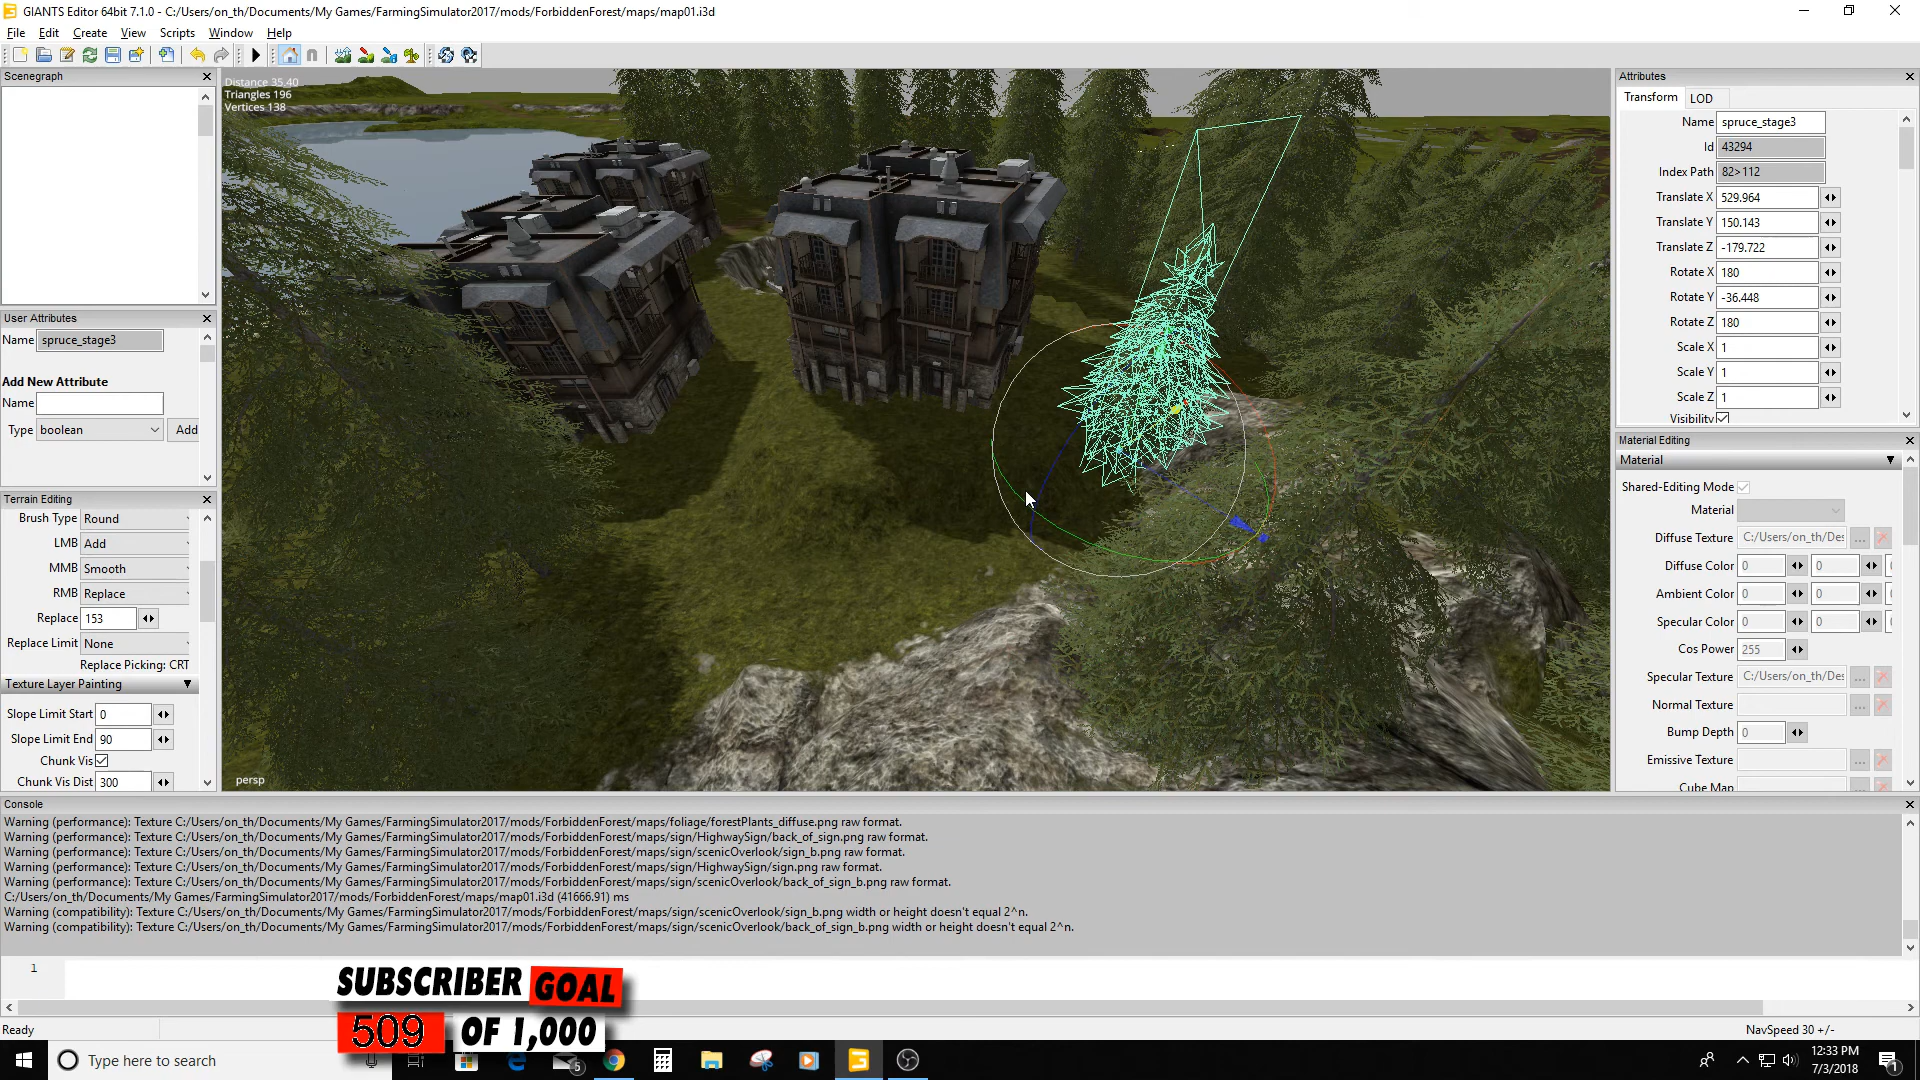 GIANTS Editor 64bit 7.1.0 - C:/Users/on_th/Documents/My Games/FarmingSimulator2017/mods/ForbiddenForest/maps/map01.i3d
File Edit Create View Scripts Window Help
Scenegraph
User Attributes
Name spruce_stage3
Add New Attribute
Name
Type boolean Add
Terrain Editing
Brush Type Round
LMB Add
MMB Smooth
RMB Replace
Replace 153
Replace Limit None
Replace Picking: CRT
Texture Layer Painting
Slope Limit Start 0
Slope Limit End 90
Chunk Vis
Chunk Vis Dist 300
Distance 35.40
Triangles 196
Vertices 138
persp
Attributes
Transform LOD
Name spruce_stage3
Id 43294
Index Path 82>112
Translate X 529.964
Translate Y 150.143
Translate Z -179.722
Rotate X 180
Rotate Y -36.448
Rotate Z 180
Scale X 1
Scale Y 1
Scale Z 1
Visibility
Material Editing
Material
Shared-Editing Mode
Material
Diffuse Texture C:/Users/on_th/Des ...
Diffuse Color 0 0
Ambient Color 0 0
Specular Color 0 0
Cos Power 255
Specular Texture C:/Users/on_th/Des ...
Normal Texture ...
Bump Depth 0
Emissive Texture ...
Cube Map
Console
Warning (performance): Texture C:/Users/on_th/Documents/My Games/FarmingSimulator2017/mods/ForbiddenForest/maps/foliage/forestPlants_diffuse.png raw format.
Warning (performance): Texture C:/Users/on_th/Documents/My Games/FarmingSimulator2017/mods/ForbiddenForest/maps/sign/HighwaySign/back_of_sign.png raw format.
Warning (performance): Texture C:/Users/on_th/Documents/My Games/FarmingSimulator2017/mods/ForbiddenForest/maps/sign/scenicOverlook/sign_b.png raw format.
Warning (performance): Texture C:/Users/on_th/Documents/My Games/FarmingSimulator2017/mods/ForbiddenForest/maps/sign/HighwaySign/sign.png raw format.
Warning (performance): Texture C:/Users/on_th/Documents/My Games/FarmingSimulator2017/mods/ForbiddenForest/maps/sign/scenicOverlook/back_of_sign_b.png raw format.
C:/Users/on_th/Documents/My Games/FarmingSimulator2017/mods/ForbiddenForest/maps/map01.i3d (41666.91) ms
Warning (compatibility): Texture C:/Users/on_th/Documents/My Games/FarmingSimulator2017/mods/ForbiddenForest/maps/sign/scenicOverlook/sign_b.png width or height doesn't equal 2^n.
Warning (compatibility): Texture C:/Users/on_th/Documents/My Games/FarmingSimulator2017/mods/ForbiddenForest/maps/sign/scenicOverlook/back_of_sign_b.png width or height doesn't equal 2^n.
1
SUBSCRIBER GOAL
509 OF 1,000
Ready
NavSpeed 30 +/-
Type here to search
5
12:33 PM
7/3/2018
1